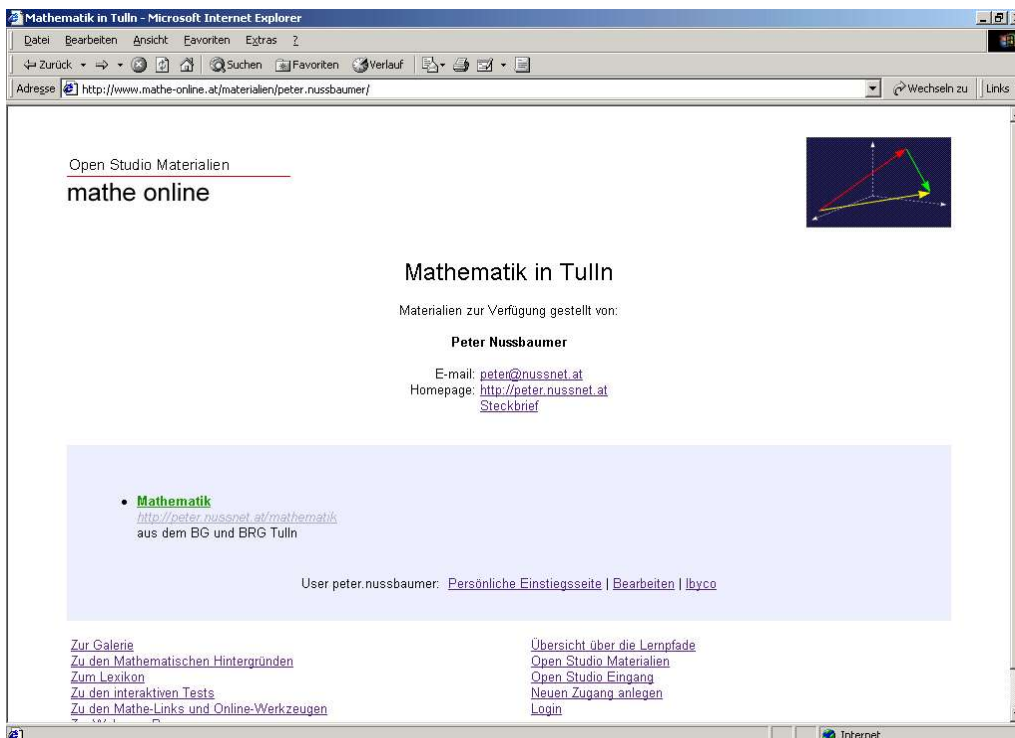 Mathematik in Tulln - Microsoft Internet Explorer
Datei Bearbeiten Ansicht Favoriten Extras ?
Zurück Suchen Favoriten Verlauf
Adresse http://www.mathe-online.at/materialien/peter.nussbaumer/ Wechseln zu Links
Open Studio Materialien
mathe online
Mathematik in Tulln
Materialien zur Verfügung gestellt von:
Peter Nussbaumer
E-mail: peter@nussnet.at
Homepage: http://peter.nussnet.at
Steckbrief
• Mathematik
http://peter.nussnet.at/mathematik
aus dem BG und BRG Tulln
User peter.nussbaumer: Persönliche Einstiegsseite | Bearbeiten | Ibyco
Zur Galerie
Zu den Mathematischen Hintergründen
Zum Lexikon
Zu den interaktiven Tests
Zu den Mathe-Links und Online-Werkzeugen
Übersicht über die Lernpfade
Open Studio Materialien
Open Studio Eingang
Neuen Zugang anlegen
Login
Internet